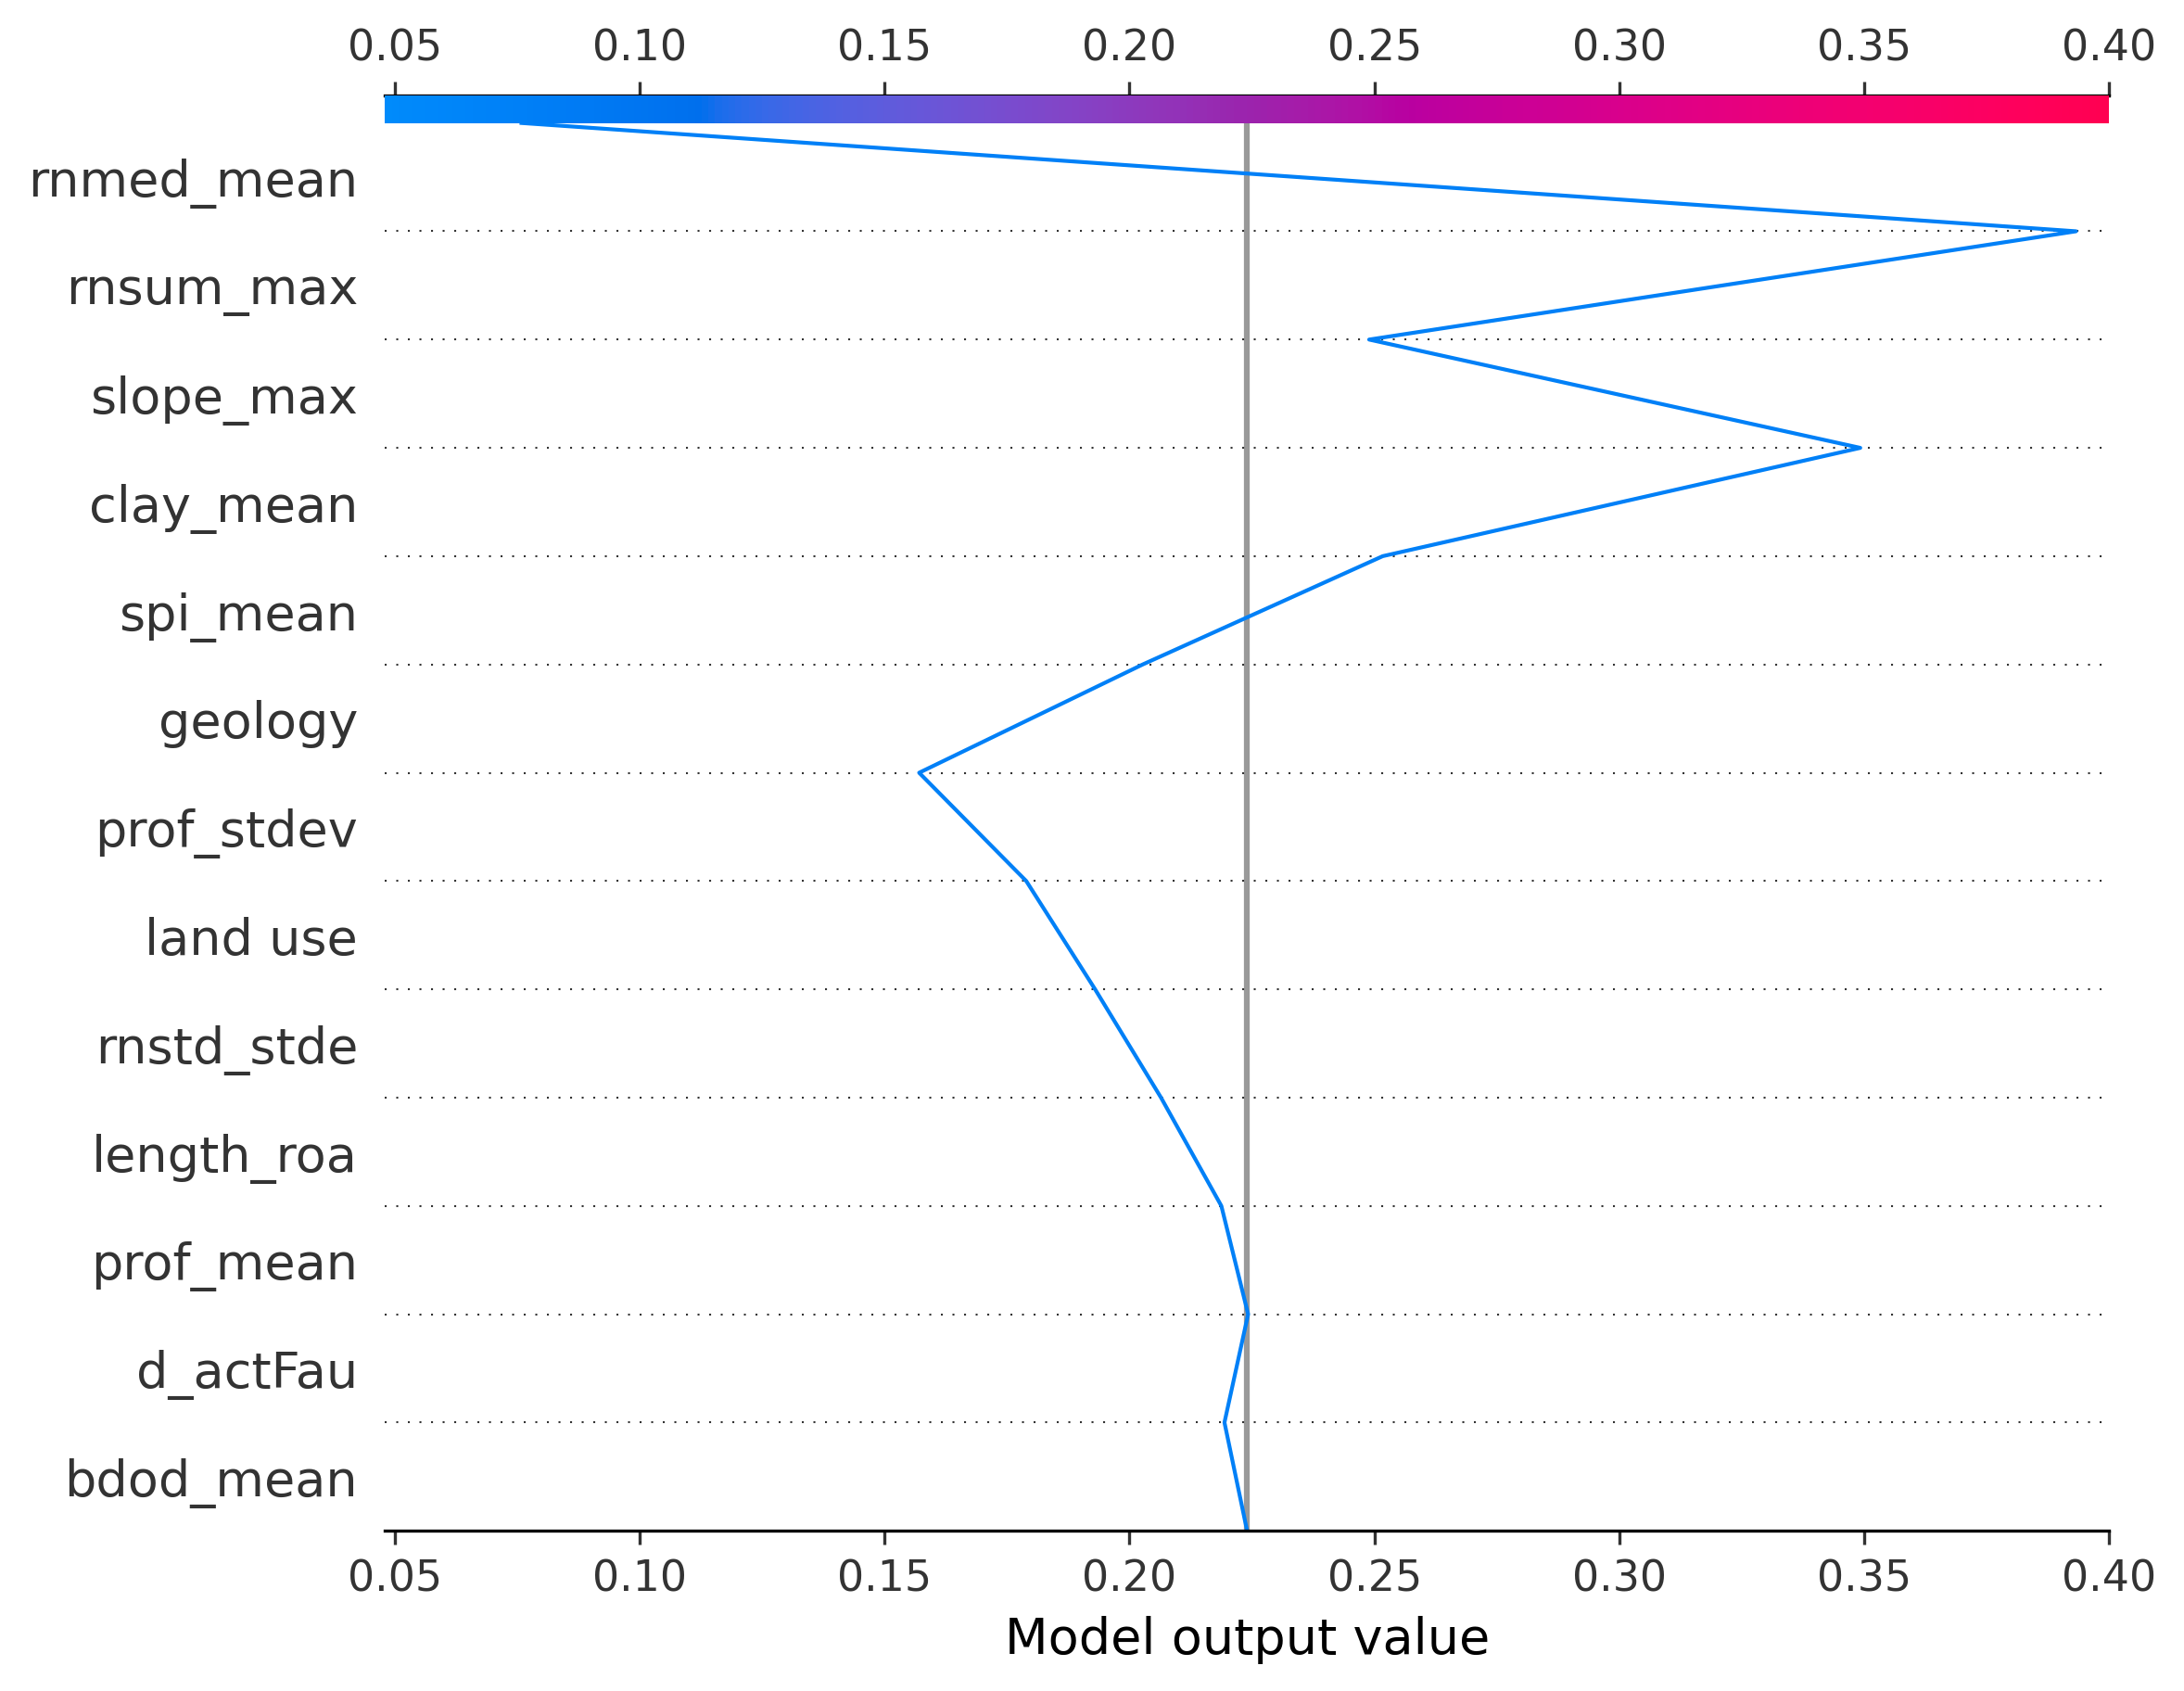 0.05 0.10 0.15 0.20 0.25 0.30 0.35 0.40
rnmed_mean
rnsum_max
slope_max
clay_mean
spi_mean
geology
prof_stdev
land use
rnstd_stde
length_roa
prof_mean
d_actFau
bdod_mean
0.05 0.10 0.15 0.20 0.25 0.30 0.35 0.40
Model output value